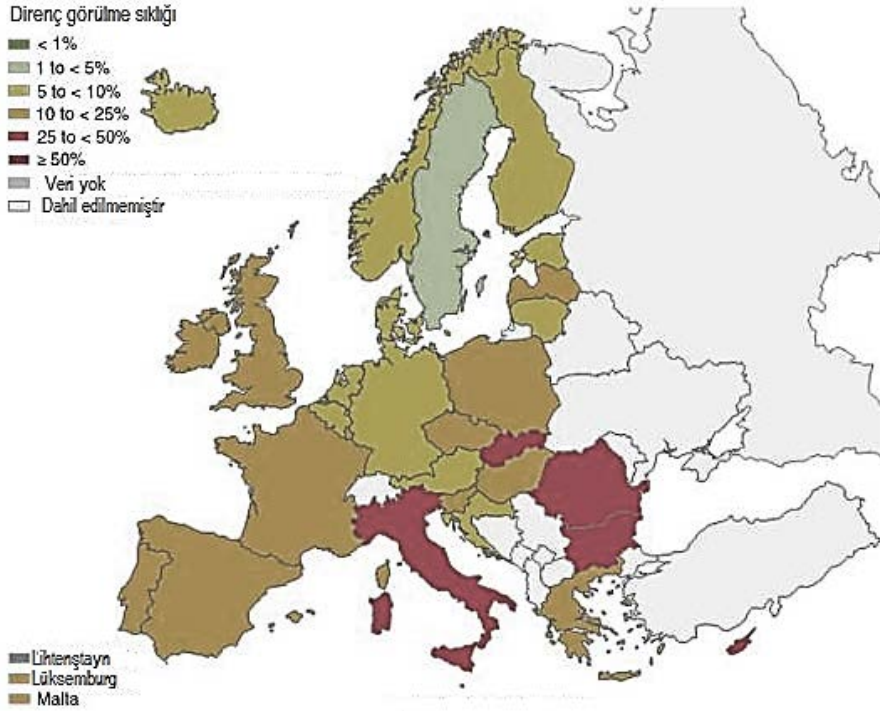 Direnç görülme sıklığı
< 1%
1 to < 5%
5 to < 10%
10 to < 25%
25 to < 50%
≥ 50%
Veri yok
Dahil edilmemiştir
Lihtenştayn
Lüksemburg
Malta